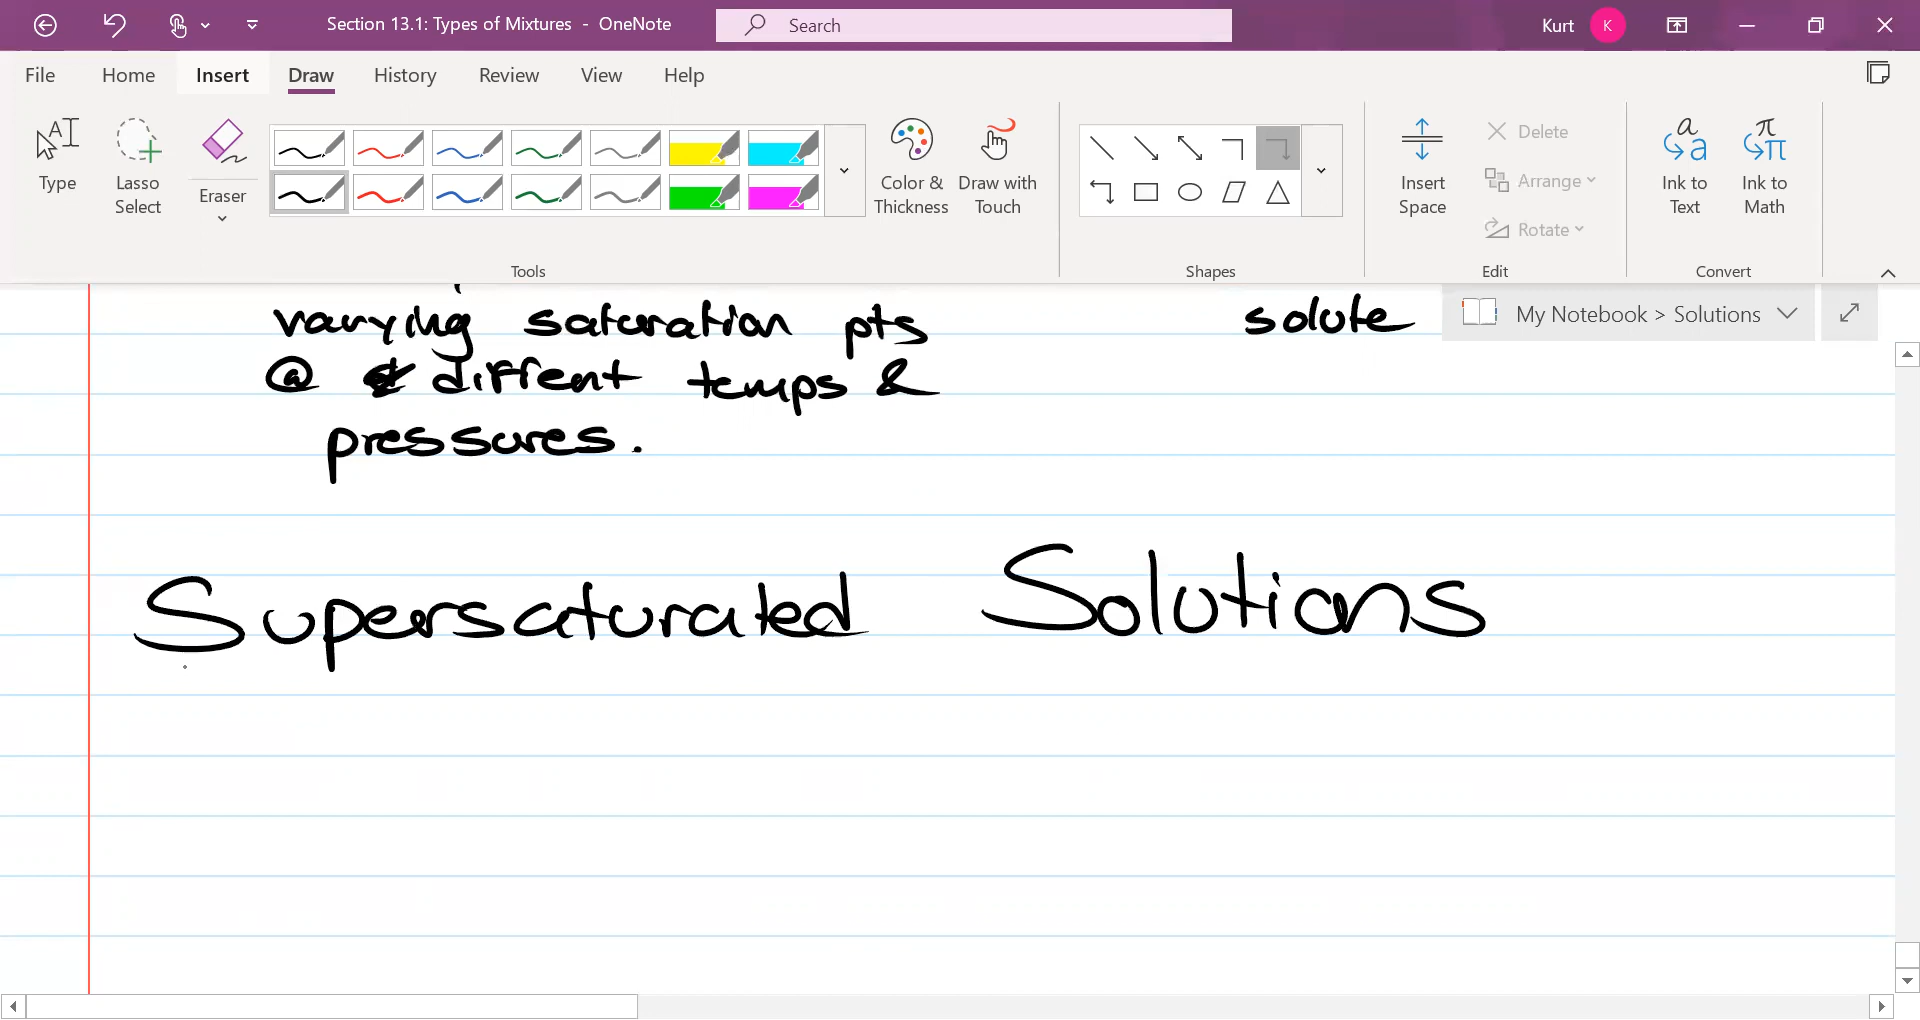 Section 13.1: Types of Mixtures - OneNote
Search
Kurt K
File Home Insert Draw History Review View Help
Type
Lasso Select
Eraser
Color & Thickness
Draw with Touch
Insert Space
Delete
Arrange
Rotate
Ink to Text
Ink to Math
Tools Shapes Edit Convert
My Notebook > Solutions
varying saturation pts solute
@ diffent temps &
pressures.
Supersaturated Solutions